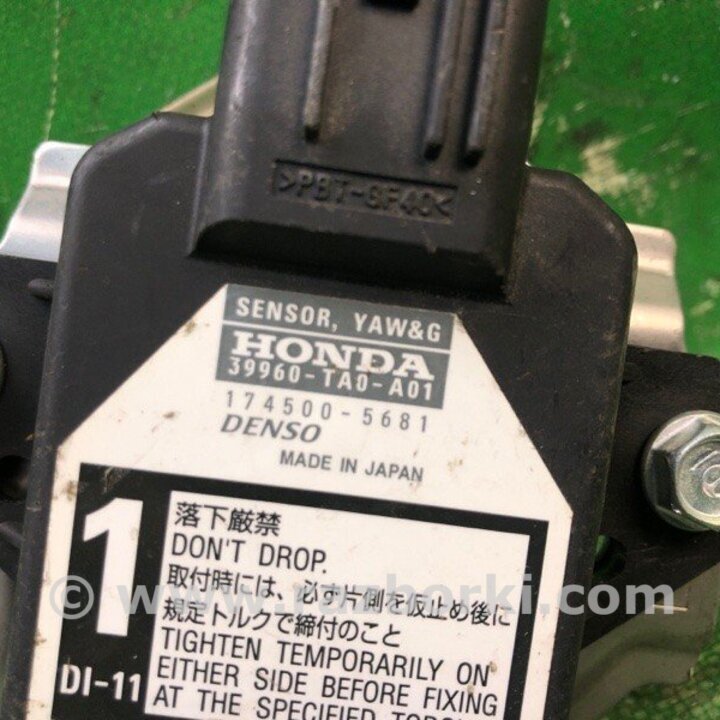 >PBT-GF40<
SENSOR, YAW&G
HONDA
39960-TA0-A01
174500-5681
DENSO
MADE IN JAPAN
1
落下厳禁
DON'T DROP.
取付時には、必ず片側を仮止め後に
規定トルクで締付のこと
TIGHTEN TEMPORARILY ON
EITHER SIDE BEFORE FIXING
DI-11
AT THE SPECIFIED
© www.razborki.com